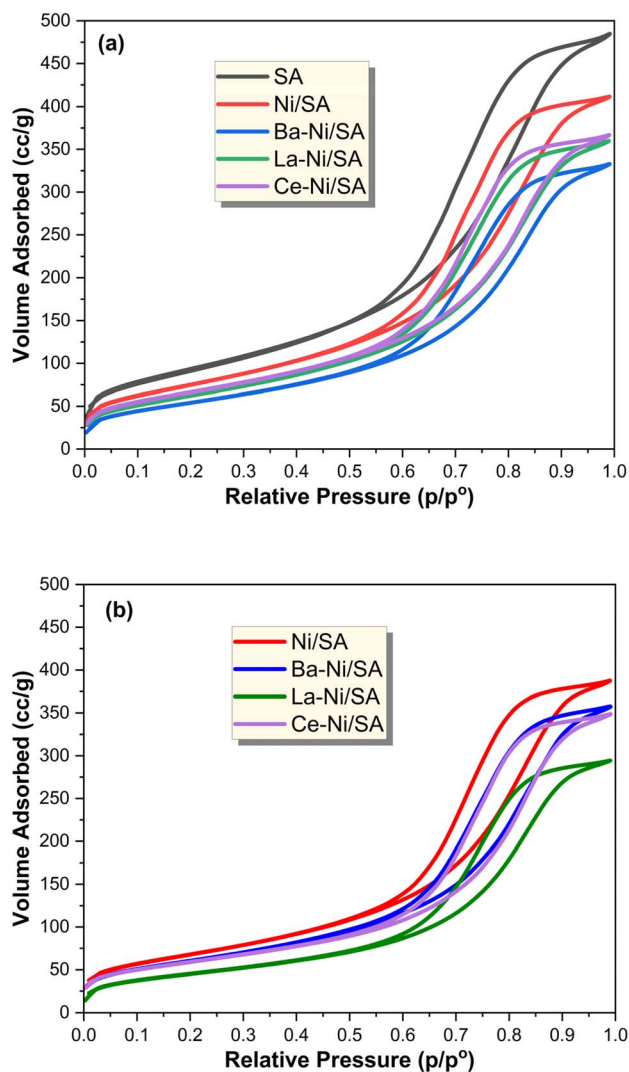 (a)
SA
Ni/SA
Ba-Ni/SA
La-Ni/SA
Ce-Ni/SA
Volume Adsorbed (cc/g)
500
450
400
350
300
250
200
150
100
50
0
0.0 0.1 0.2 0.3 0.4 0.5 0.6 0.7 0.8 0.9 1.0
Relative Pressure (p/pº)
(b)
Ni/SA
Ba-Ni/SA
La-Ni/SA
Ce-Ni/SA
Volume Adsorbed (cc/g)
500
450
400
350
300
250
200
150
100
50
0
0.0 0.1 0.2 0.3 0.4 0.5 0.6 0.7 0.8 0.9 1.0
Relative Pressure (p/pº)